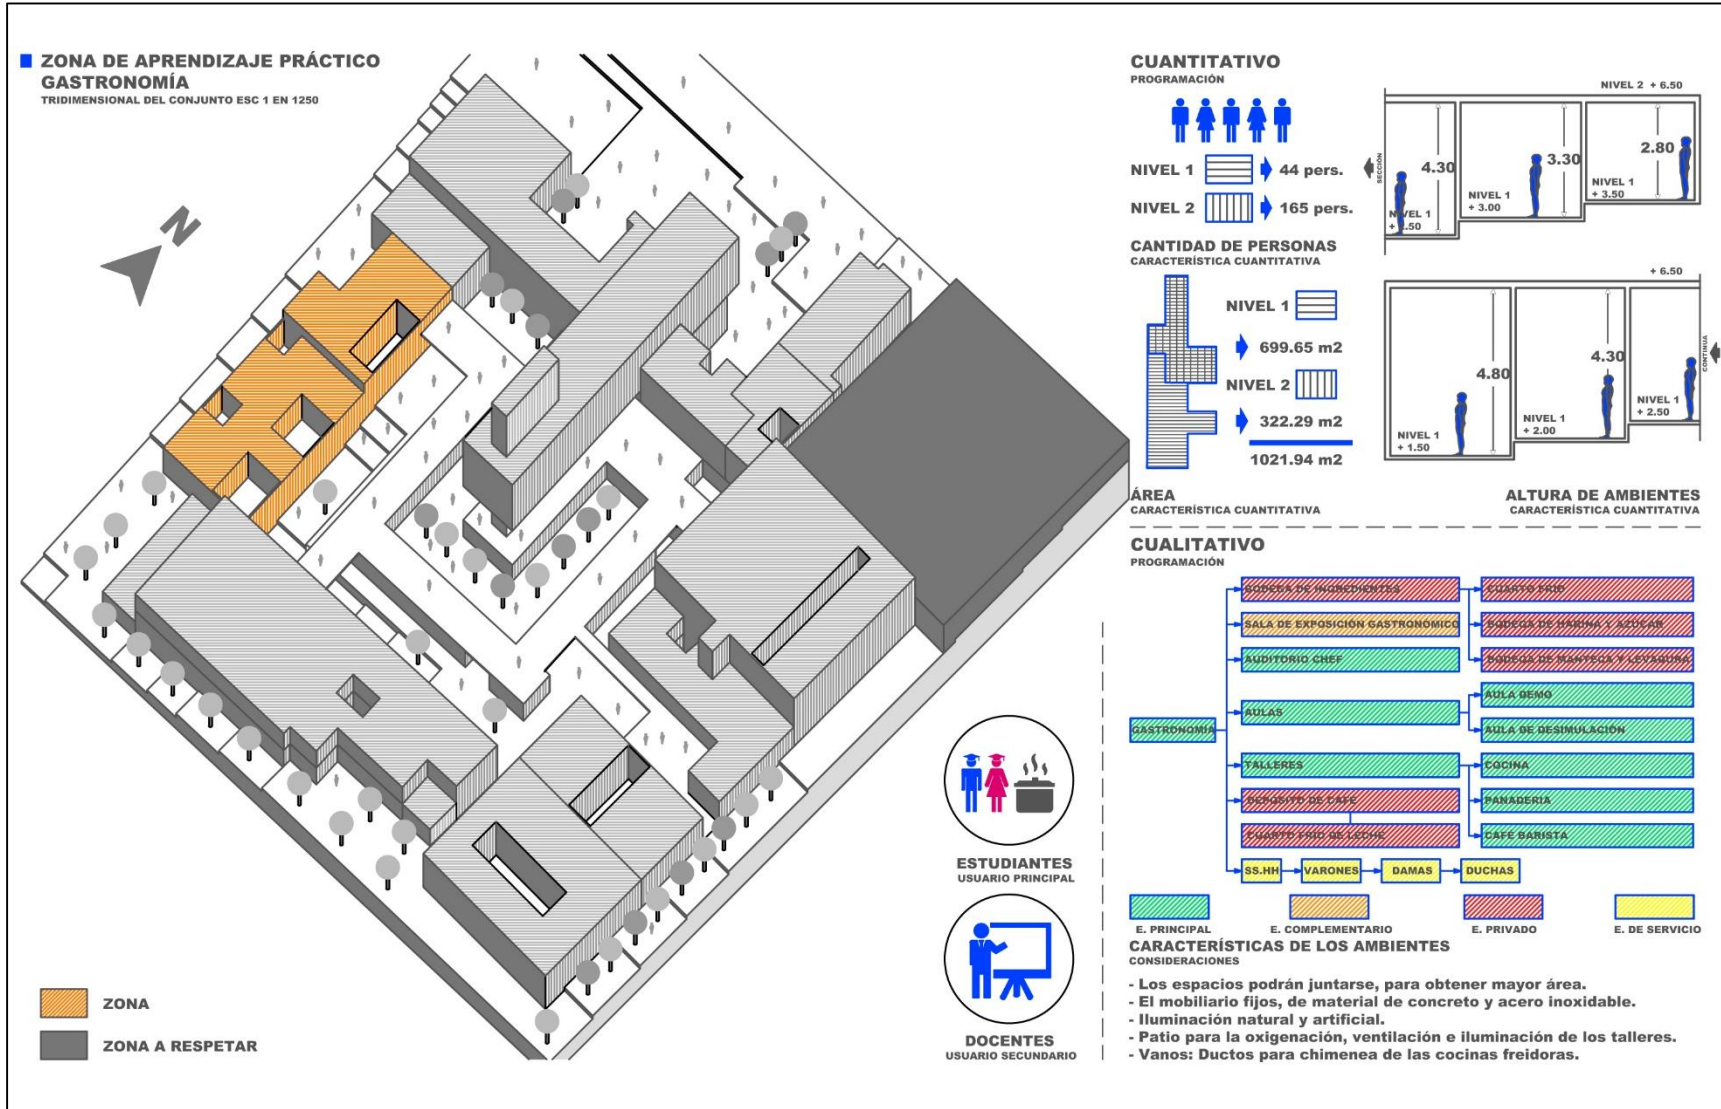 ZONA DE APRENDIZAJE PRÁCTICO
GASTRONOMÍA
TRIDIMENSIONAL DEL CONJUNTO ESC 1 EN 1250
N
ZONA
ZONA A RESPETAR
ESTUDIANTES
USUARIO PRINCIPAL
DOCENTES
USUARIO SECUNDARIO
CUANTITATIVO
PROGRAMACIÓN
NIVEL 1 44 pers.
NIVEL 2 165 pers.
CANTIDAD DE PERSONAS
CARACTERÍSTICA CUANTITATIVA
NIVEL 1
699.65 m2
NIVEL 2
322.29 m2
1021.94 m2
ÁREA
CARACTERÍSTICA CUANTITATIVA
NIVEL 2 + 6.50
SECCIÓN
4.30
3.30
2.80
NIVEL 1
+ 2.50
NIVEL 1
+ 3.00
NIVEL 1
+ 3.50
+ 6.50
4.80
4.30
CONTINUA
NIVEL 1
+ 1.50
NIVEL 1
+ 2.00
NIVEL 1
+ 2.50
ALTURA DE AMBIENTES
CARACTERÍSTICA CUANTITATIVA
CUALITATIVO
PROGRAMACIÓN
GASTRONOMÍA
BODEGA DE INGREDIENTES
SALA DE EXPOSICIÓN GASTRONÓMICO
AUDITORIO CHEF
AULAS
TALLERES
DEPÓSITO DE CAFÉ
CUARTO FRIO DE LECHE
SS.HH
VARONES
DAMAS
DUCHAS
CUARTO FRIO
BODEGA DE HARINA Y AZÚCAR
BODEGA DE MANTECA Y LEVADURA
AULA DEMO
AULA DE DESIMULACIÓN
COCINA
PANADERIA
CAFÉ BARISTA
E. PRINCIPAL
E. COMPLEMENTARIO
E. PRIVADO
E. DE SERVICIO
CARACTERÍSTICAS DE LOS AMBIENTES
CONSIDERACIONES
- Los espacios podrán juntarse, para obtener mayor área.
- El mobiliario fijos, de material de concreto y acero inoxidable.
- Iluminación natural y artificial.
- Patio para la oxigenación, ventilación e iluminación de los talleres.
- Vanos: Ductos para chimenea de las cocinas freidoras.